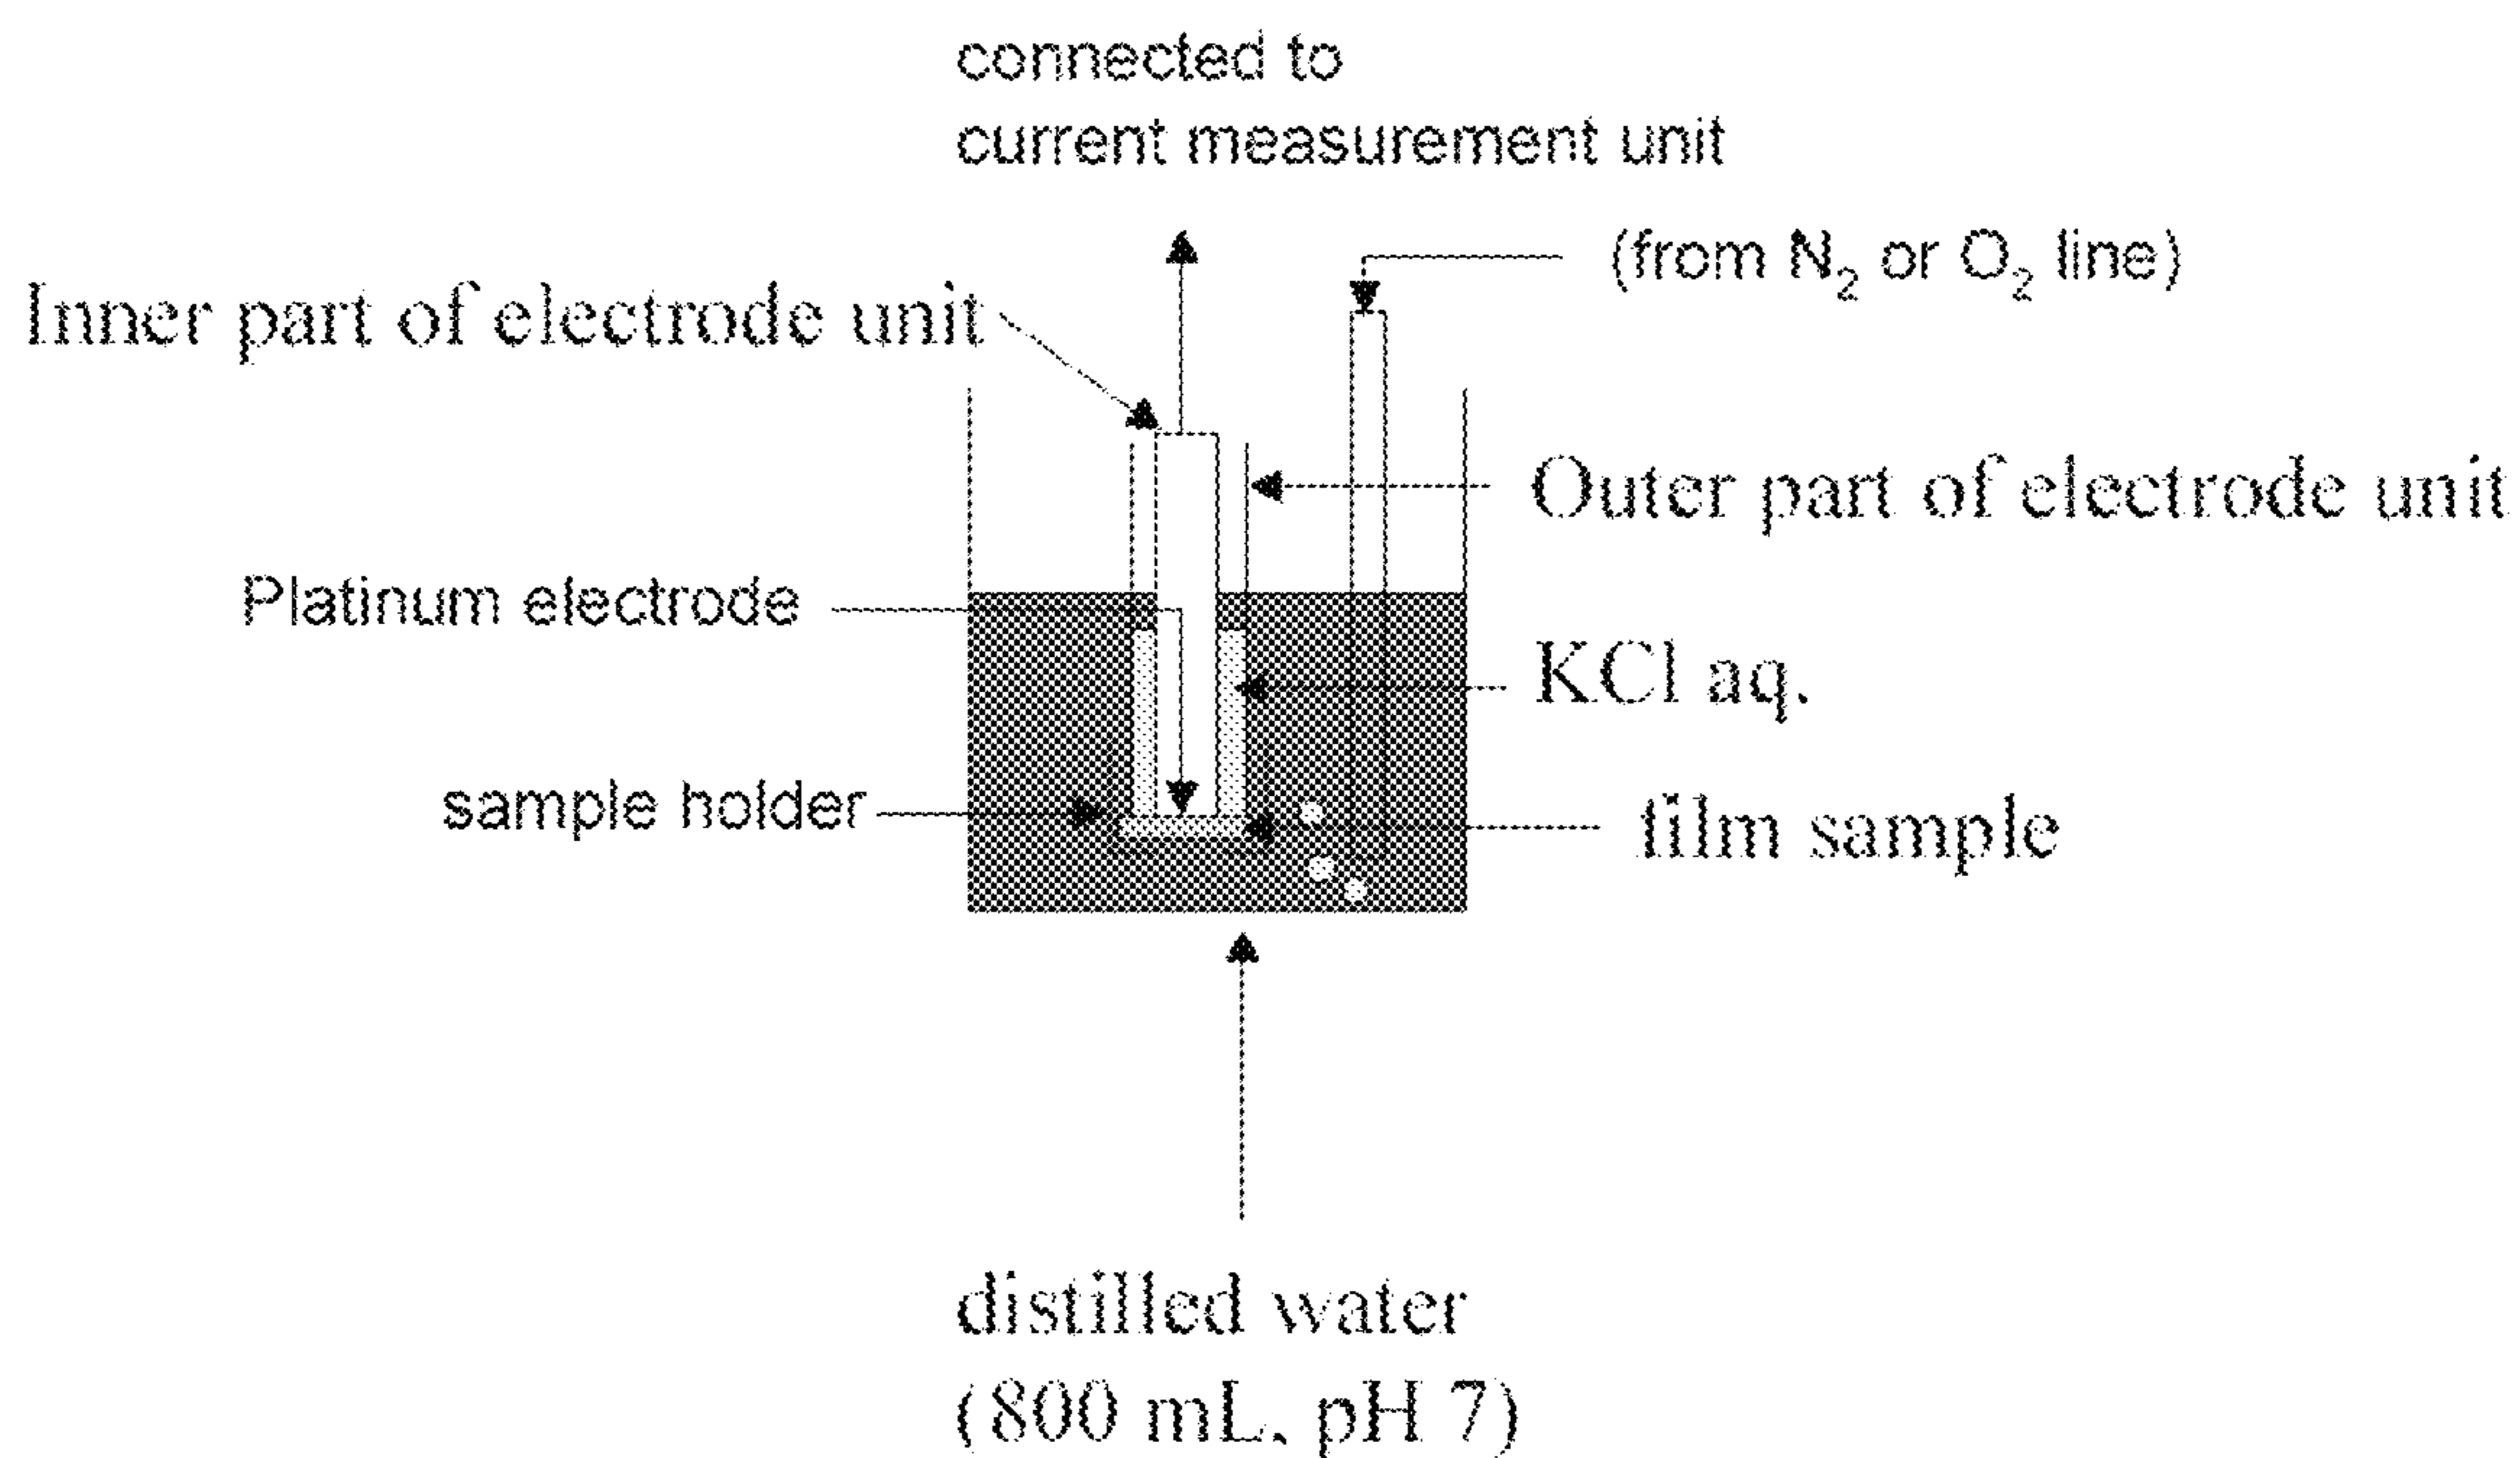 connected to
current measurement unit
(from N₂ or O₂ line)
Inner part of electrode unit
Outer part of electrode unit
Platinum electrode
KCl aq.
sample holder
film sample
distilled water
(800 mL, pH 7)